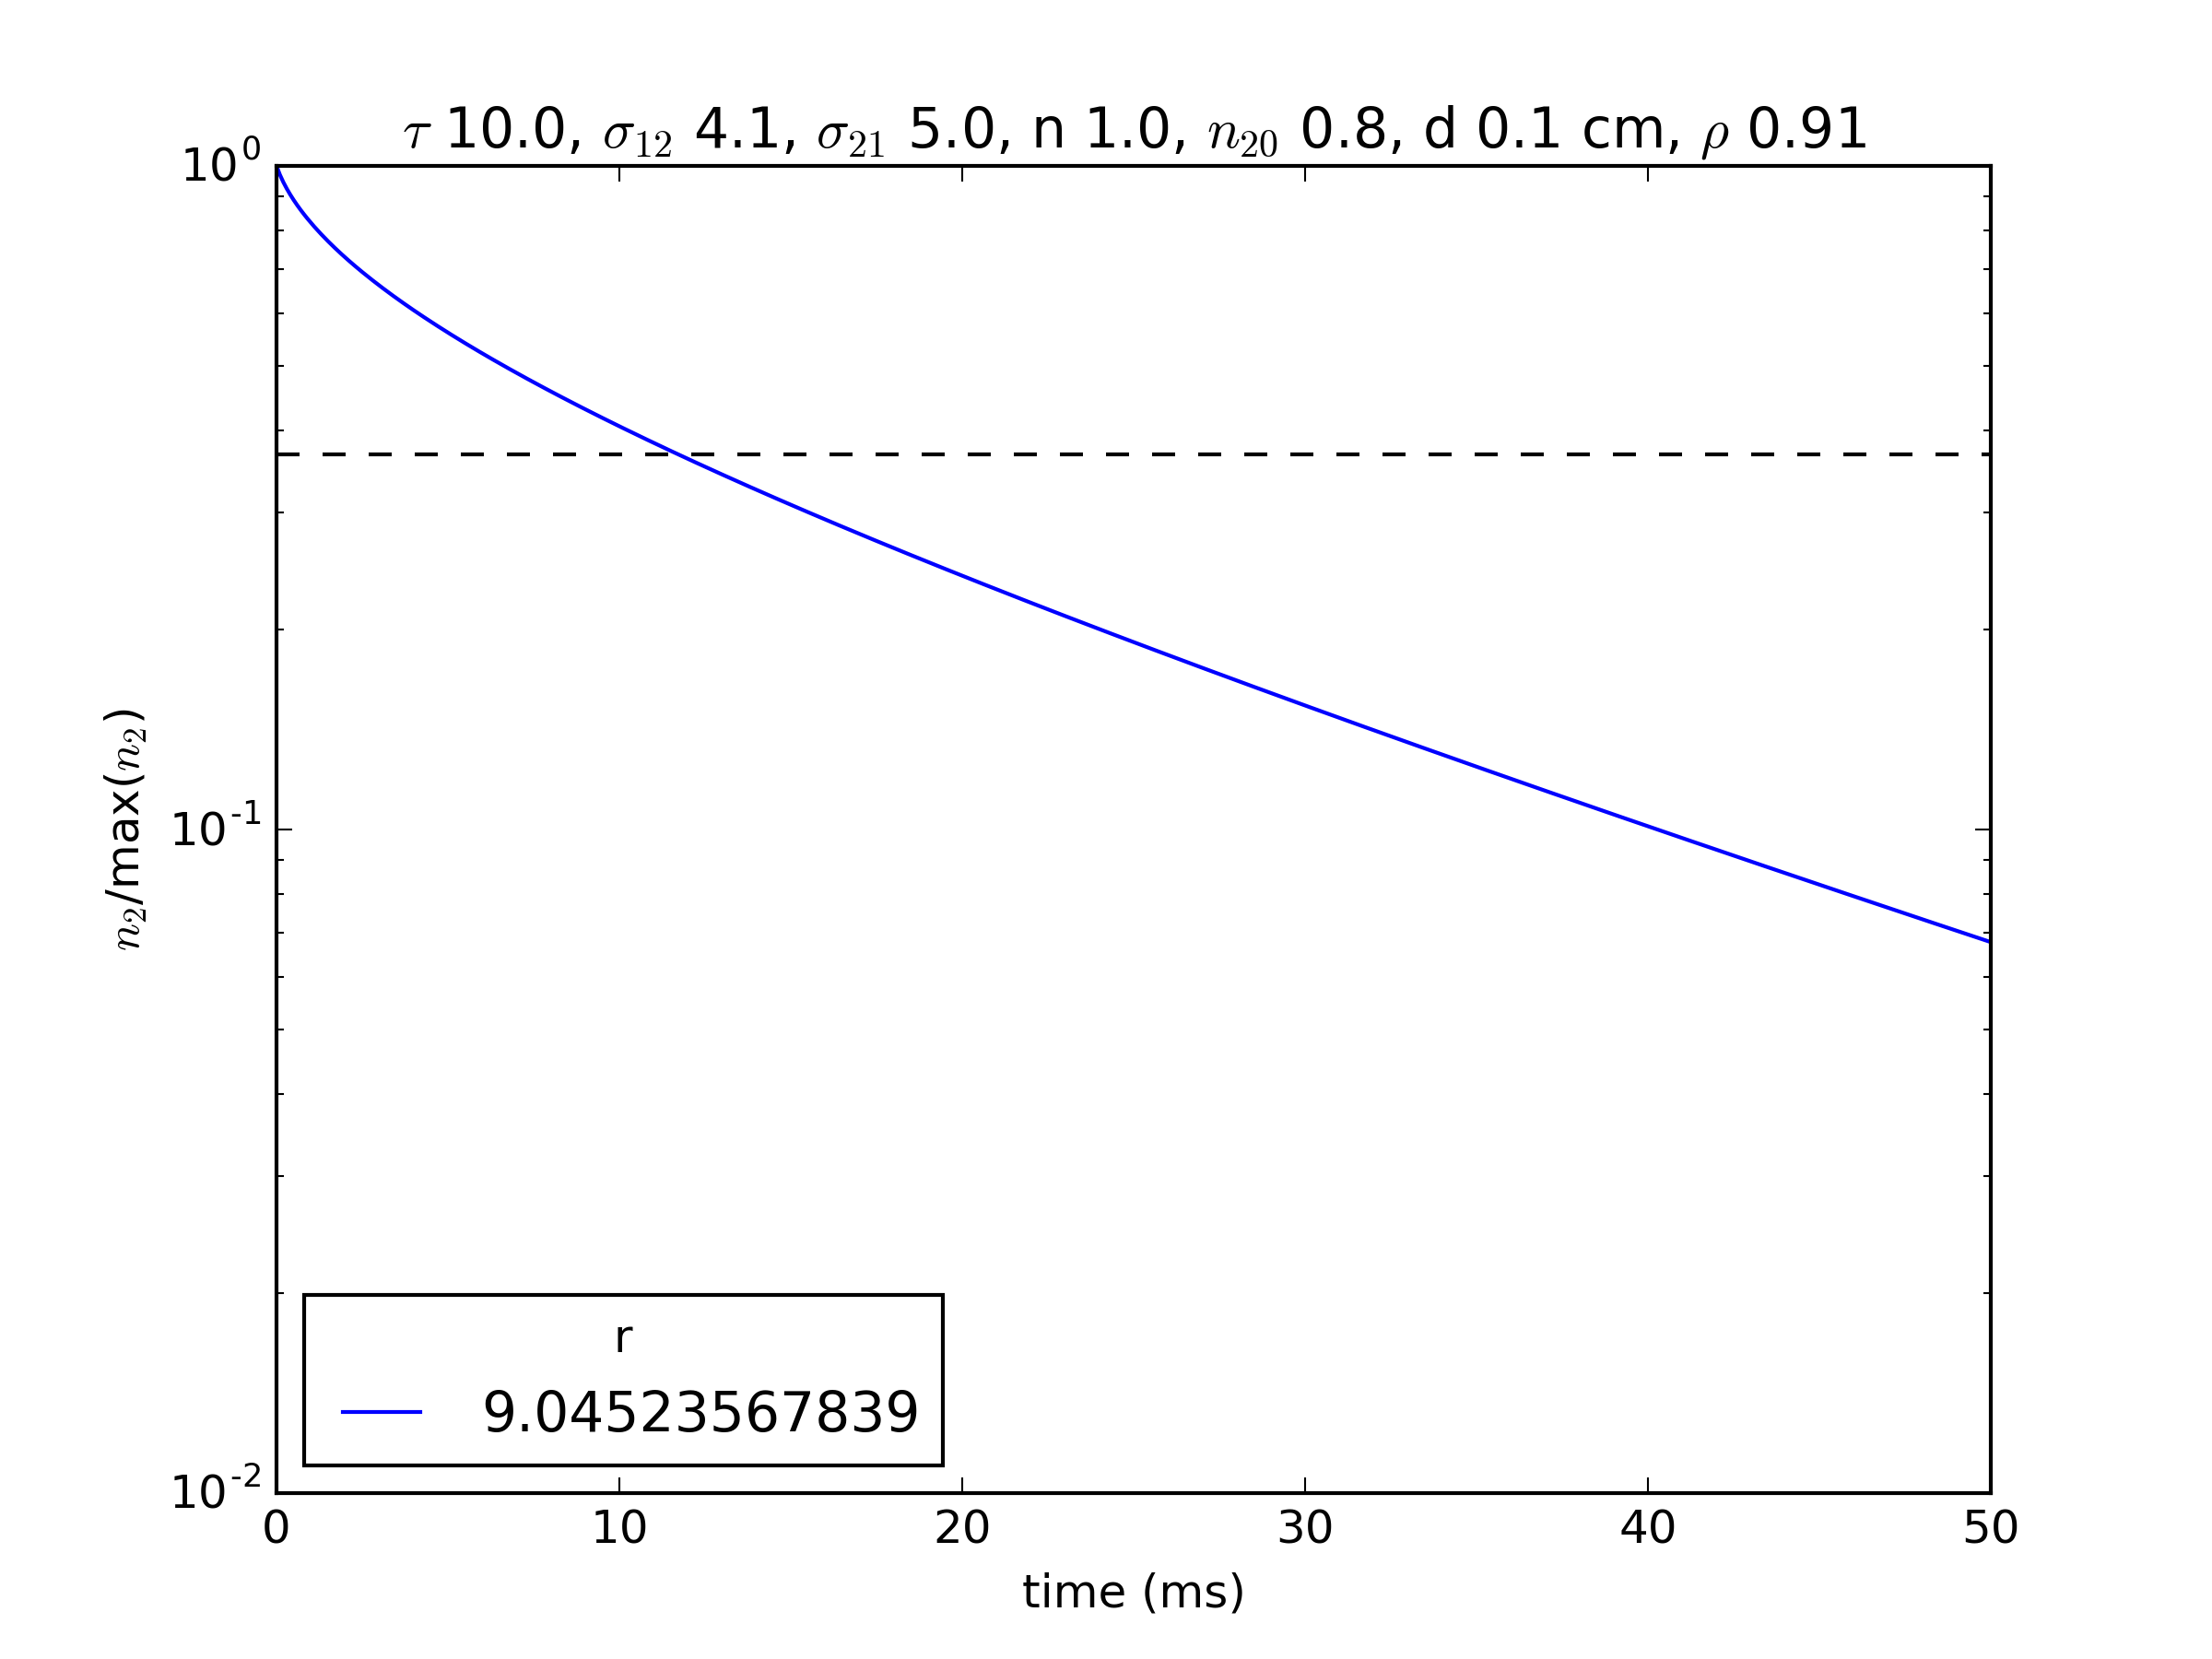 τ 10.0, σ₁₂ 4.1, σ₂₁ 5.0, n 1.0, n₂₀ 0.8, d 0.1 cm, ρ 0.91
10⁰
10⁻¹
10⁻²
n₂/max(n₂)
r
9.04523567839
0 10 20 30 40 50
time (ms)